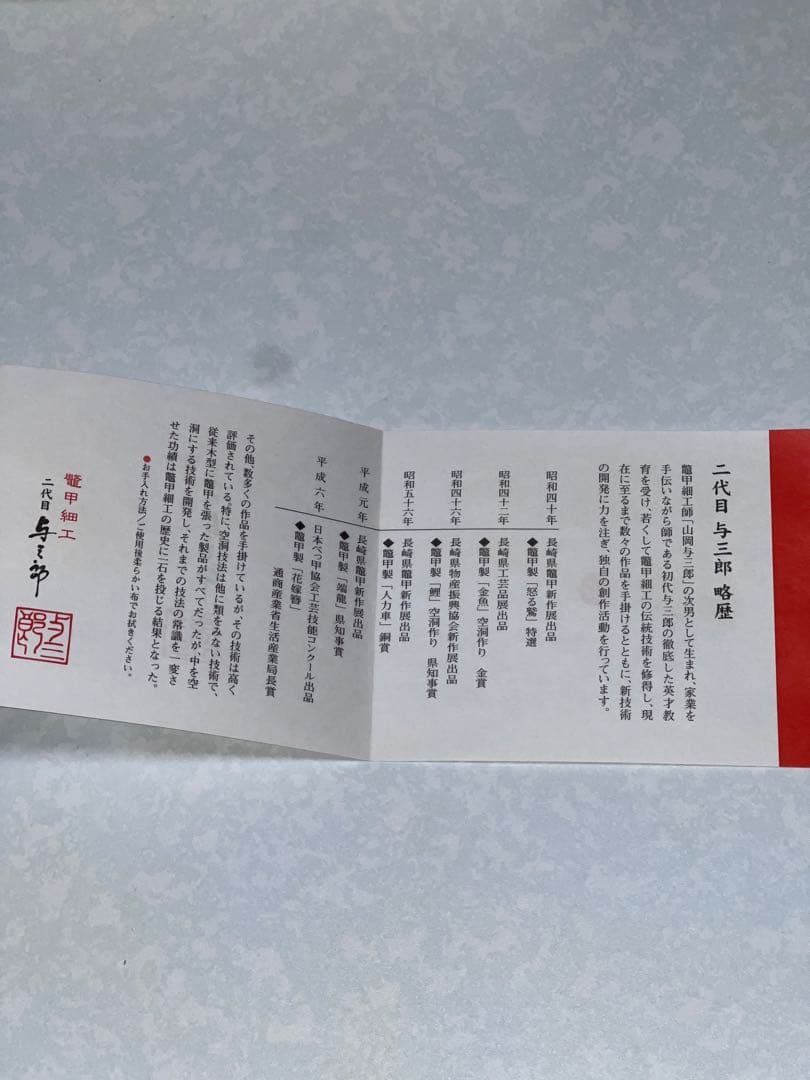 二代目 与三郎 略歴
鼈甲細工師「山岡与三郎」の次男として生まれ、家業を
手伝いながら師である初代与三郎の徹底した英才教
育を受け、若くして鼈甲細工の伝統技術を修得し、現
在に至るまで数々の作品を手掛けるとともに、新技術
の開発に力を注ぎ、独自の創作活動を行っています。
昭和四十年 長崎県鼈甲新作展出品
◆鼈甲製「怒る鷲」特選
昭和四十二年 長崎県工芸品展出品
◆鼈甲製「金魚」空洞作り 金賞
昭和四十六年 長崎県物産振興協会新作展出品
◆鼈甲製「鯉」空洞作り 県知事賞
昭和五十六年 長崎県鼈甲新作展出品
◆鼈甲製「人力車」銅賞
平成元年 長崎県鼈甲新作展出品
◆鼈甲製「端龍」県知事賞
平成六年 日本べっ甲協会工芸技能コンクール出品
◆鼈甲製「花嫁簪」
通商産業省生活産業局長賞
その他、数多くの作品を手掛けているが、その技術は高く
評価されている。特に、空洞技法は他に類をみない技術で、
従来木型に鼈甲を張った製品がすべてだったが、中を空
洞にする技術を開発し、それまでの技法の常識を一変さ
せた功績は鼈甲細工の歴史に一石を投じる結果となった。
●お手入れ方法/ご使用後柔らかい布でお拭きください。
鼈甲細工
二代目 与三郎
与三郎